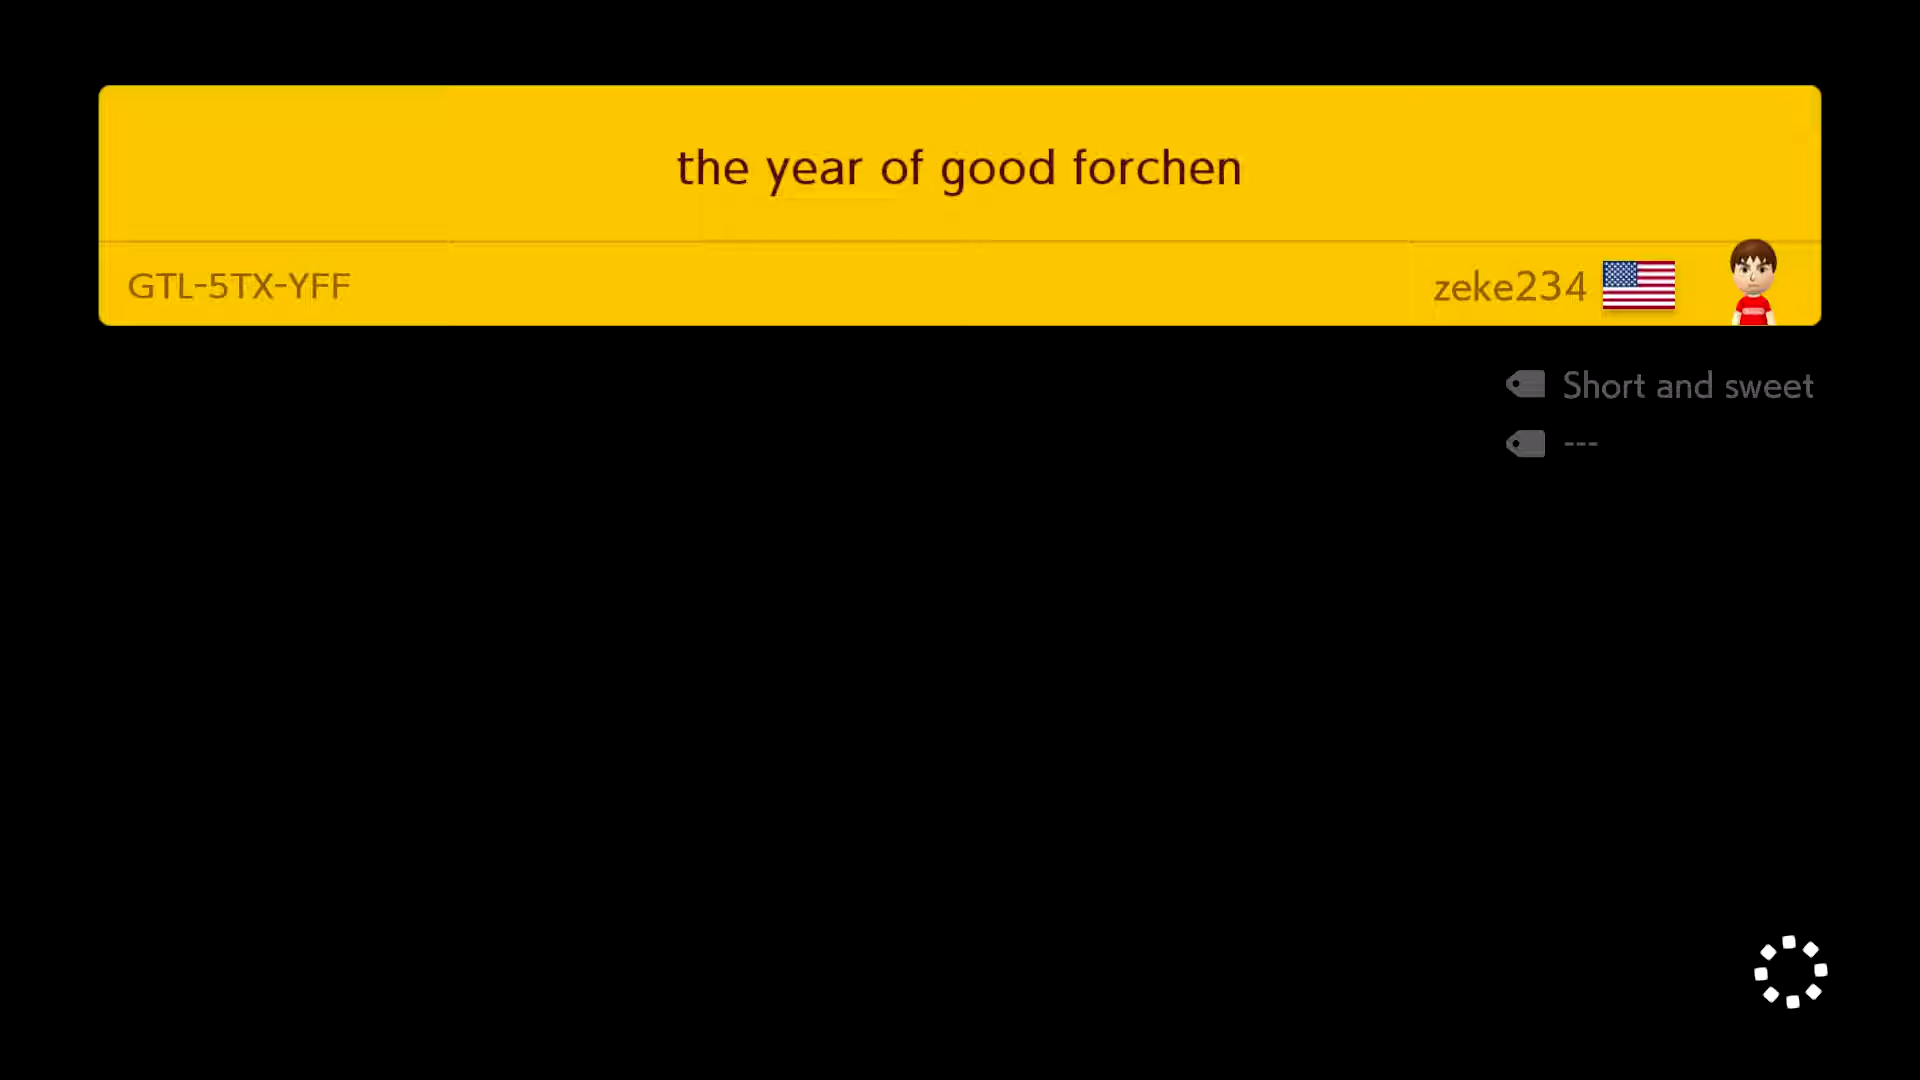 the year of good forchen
GTL-5TX-YFF
zeke234
Short and sweet
---